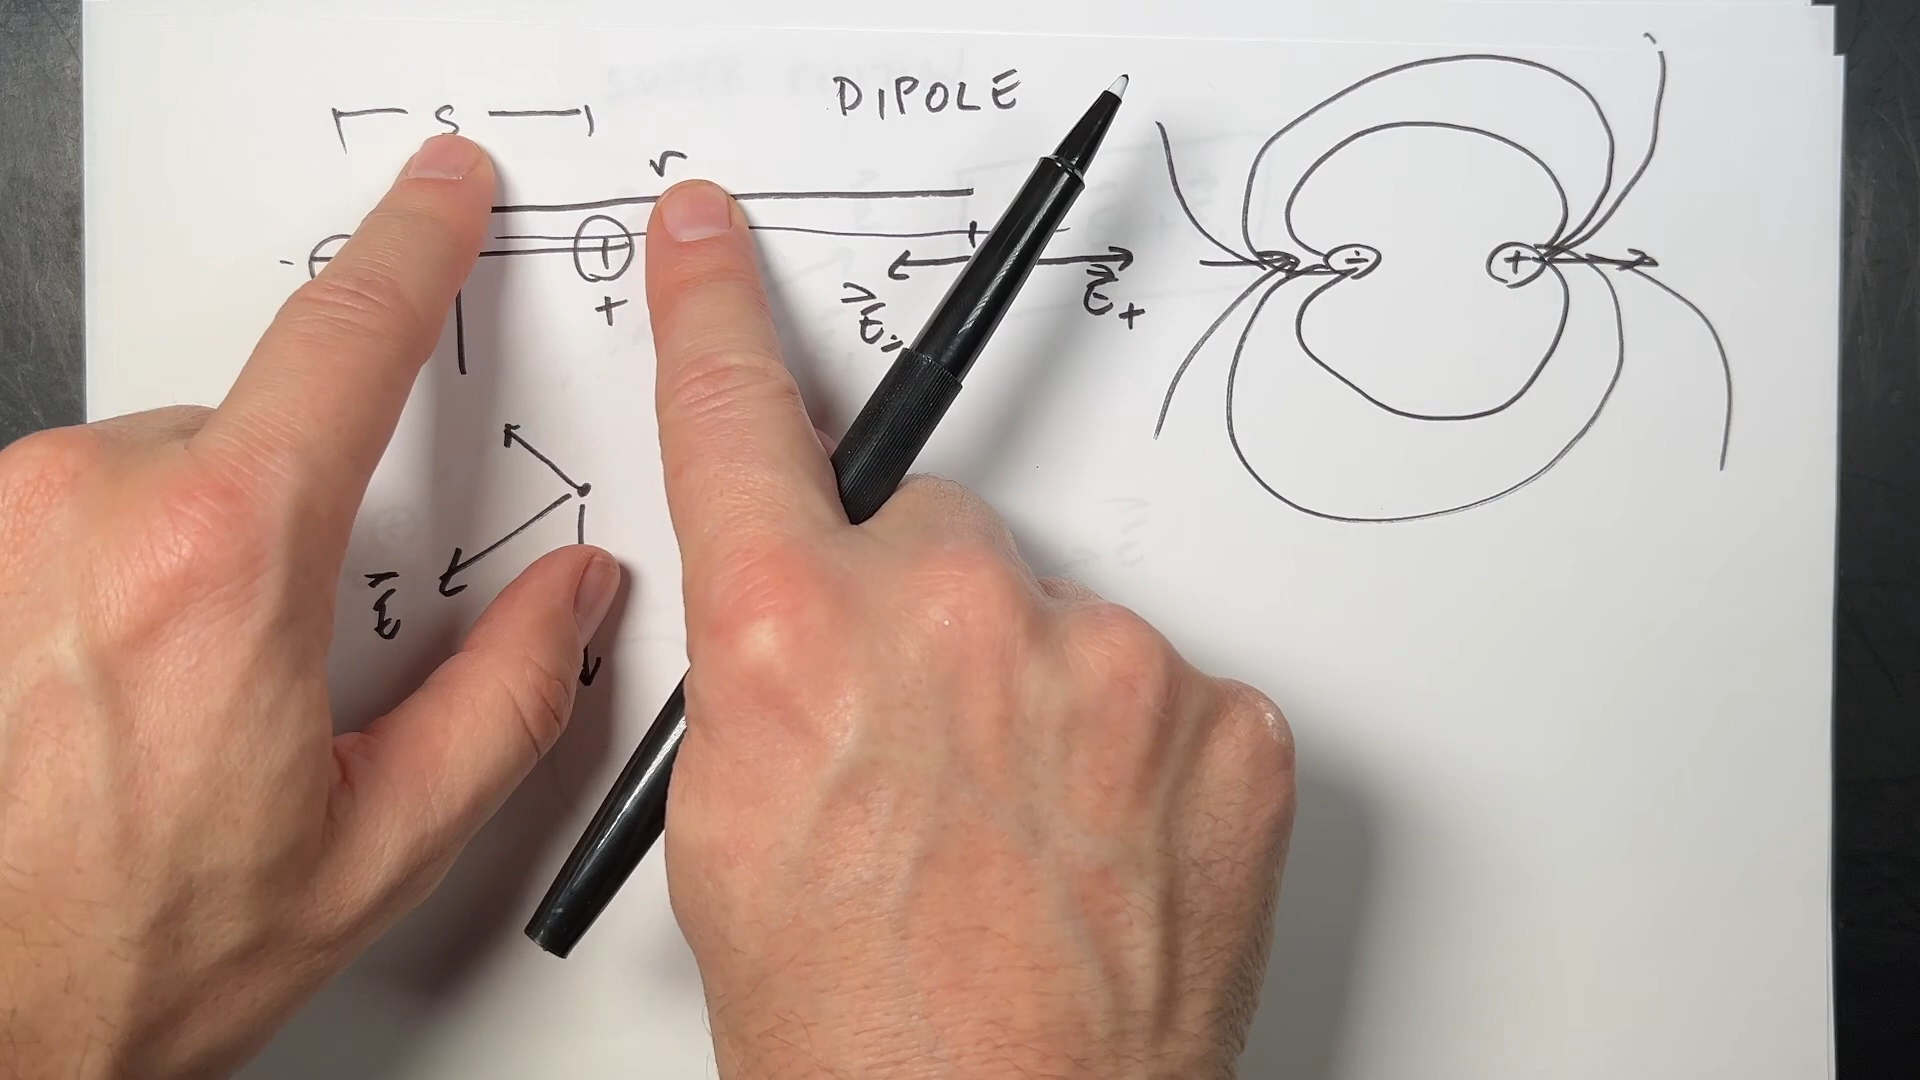 DIPOLE
s
r
- +
+
E- E+
- +
E